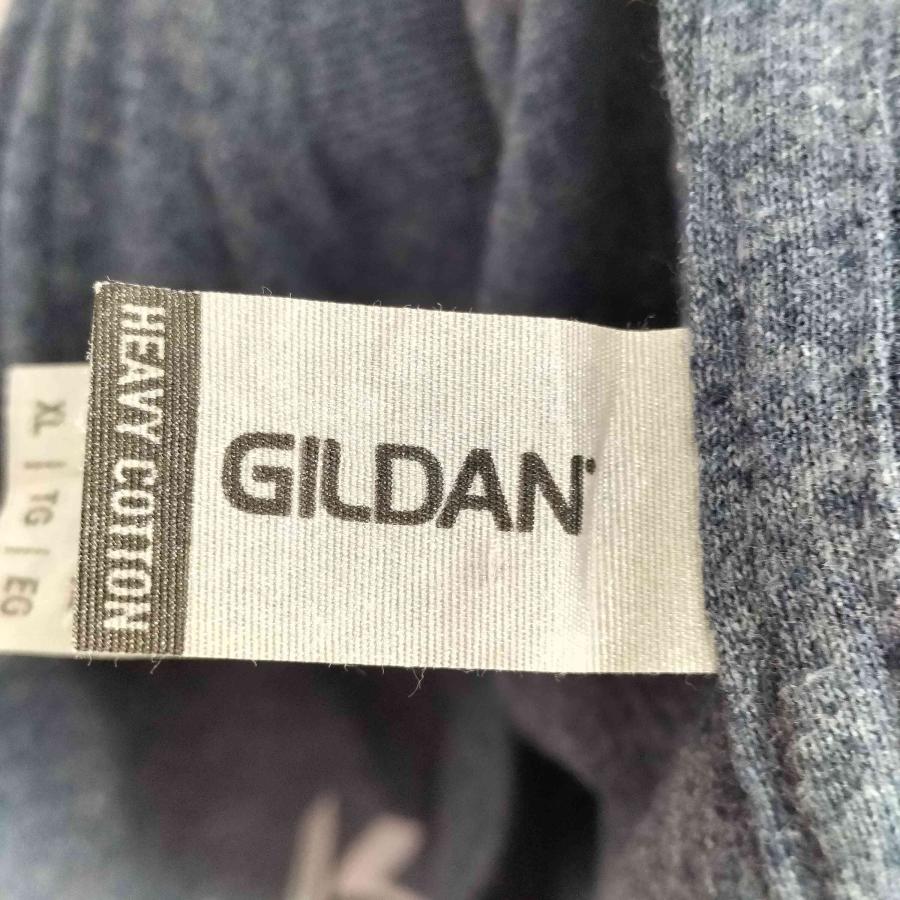 HEAVY COTTON
GILDAN
XL | TG | EG